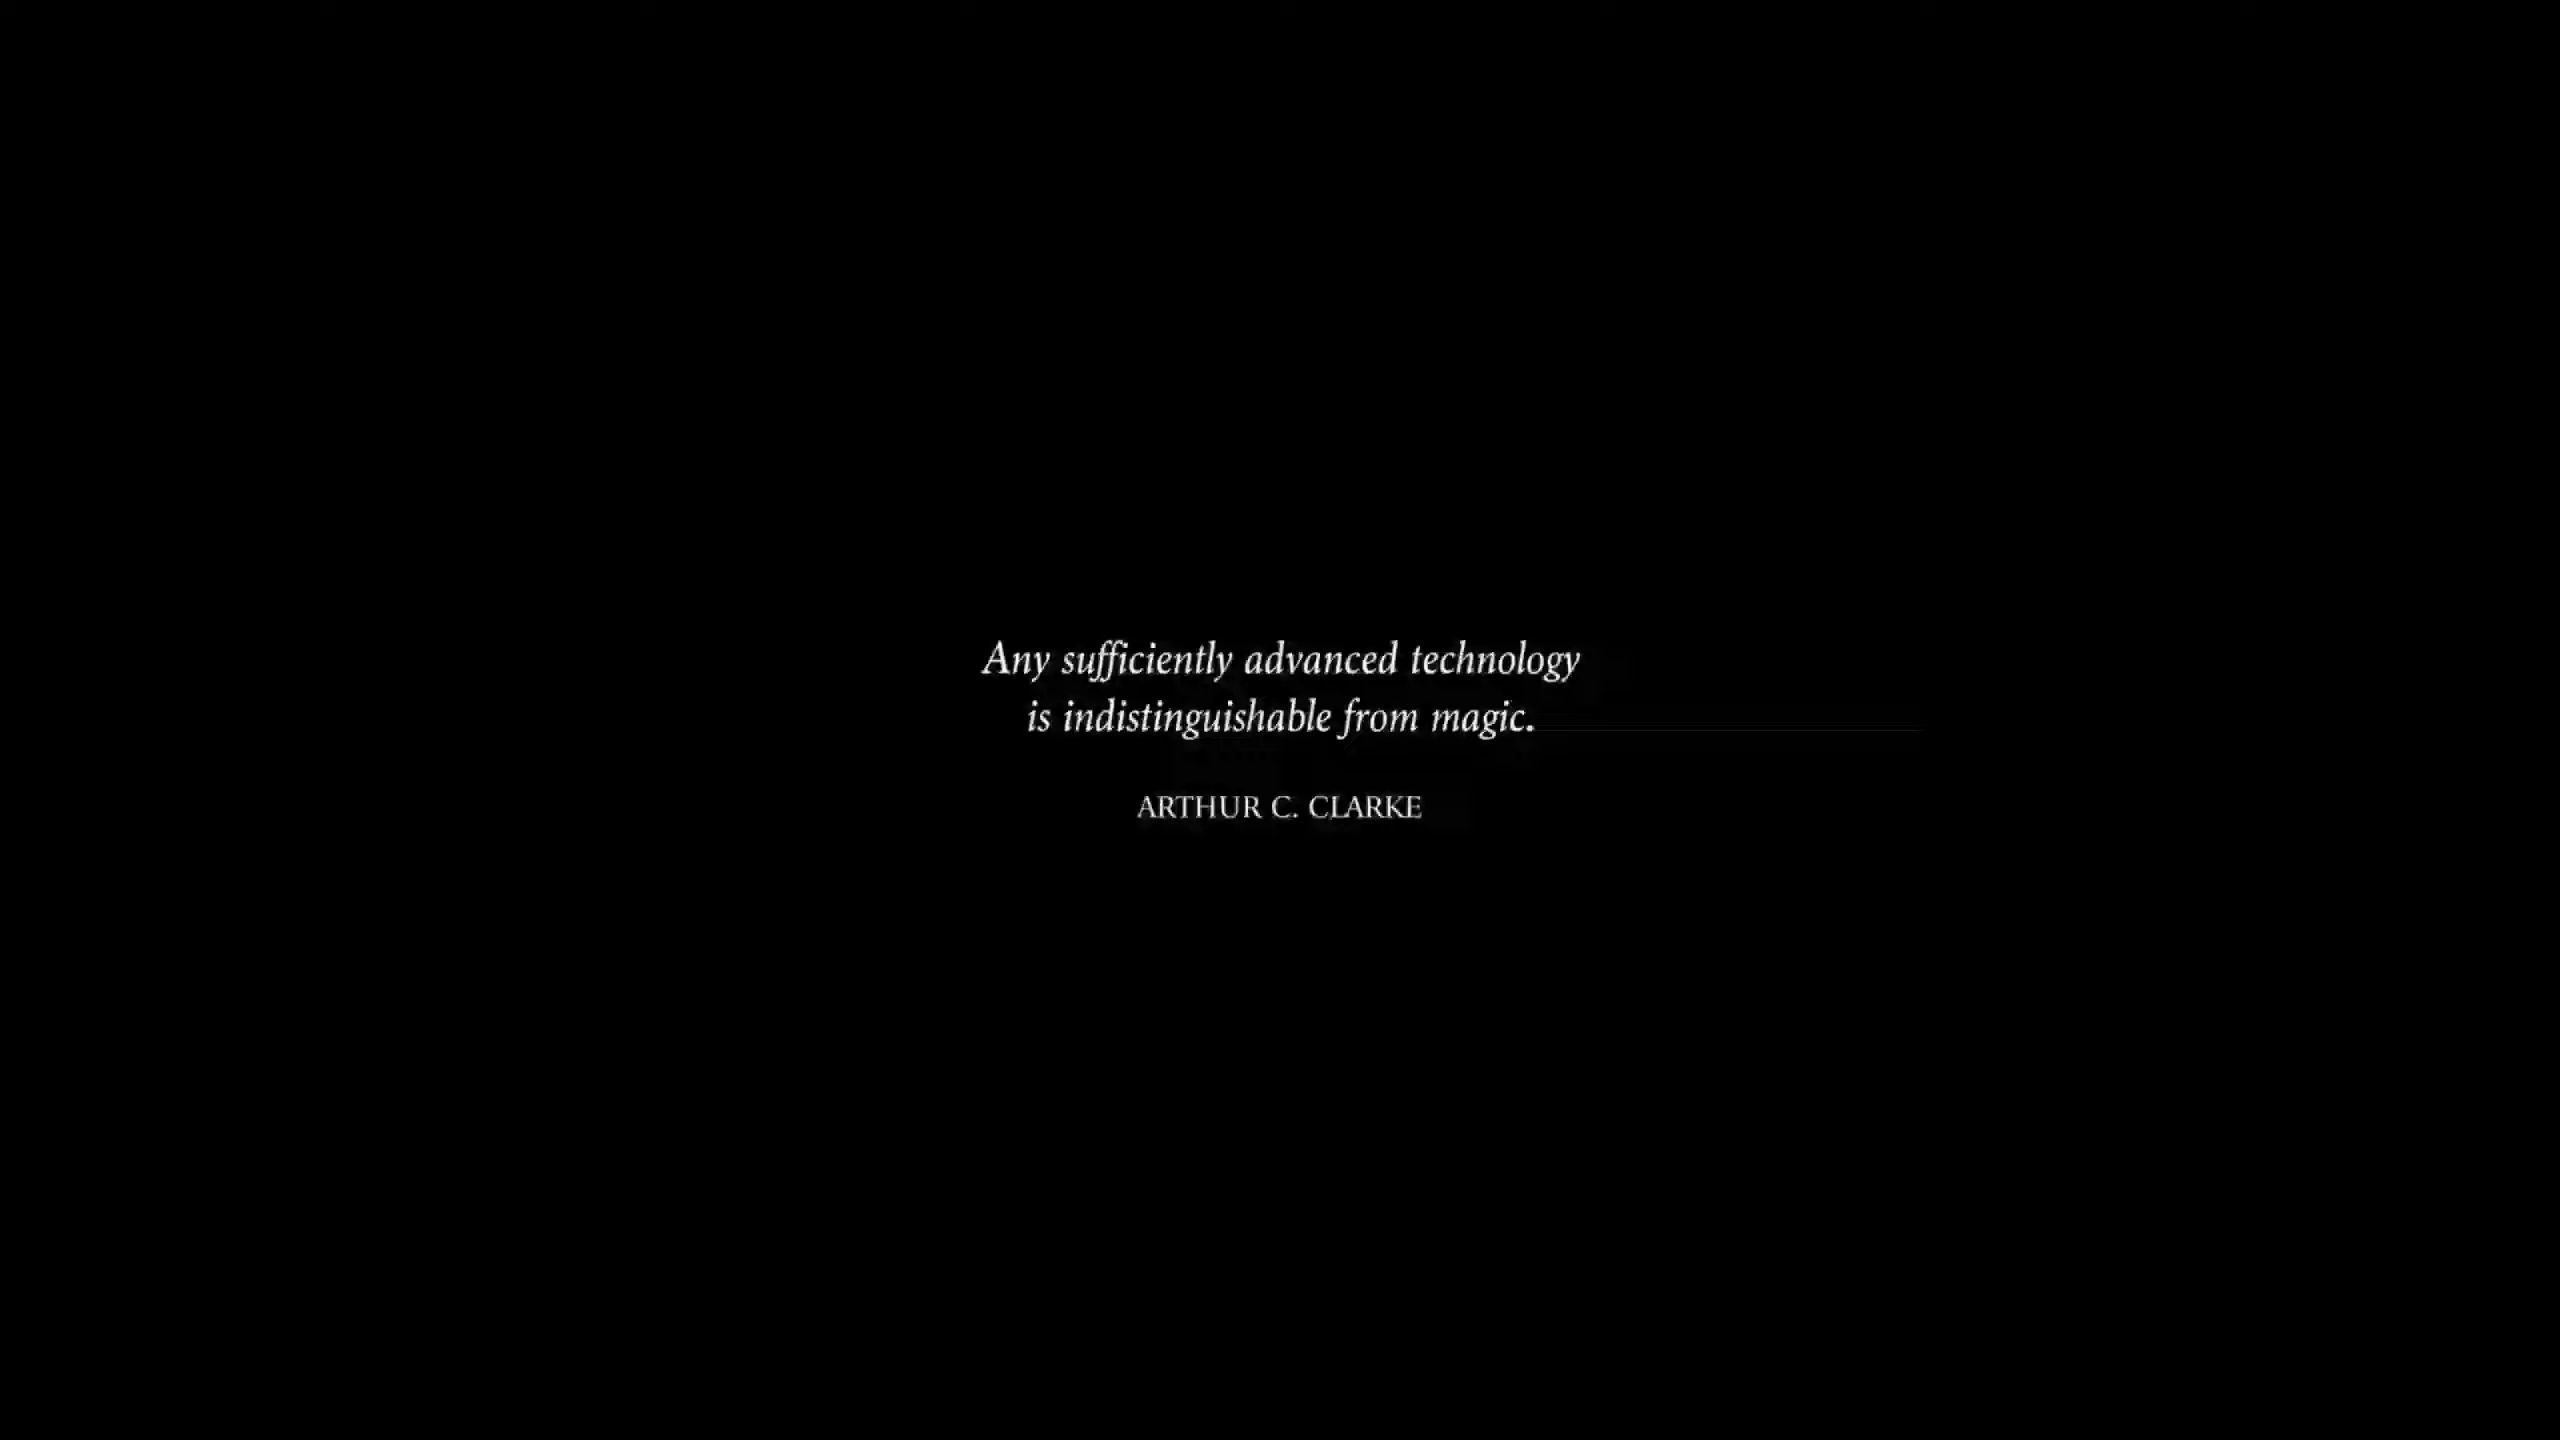 Any sufficiently advanced technology
is indistinguishable from magic.
ARTHUR C. CLARKE